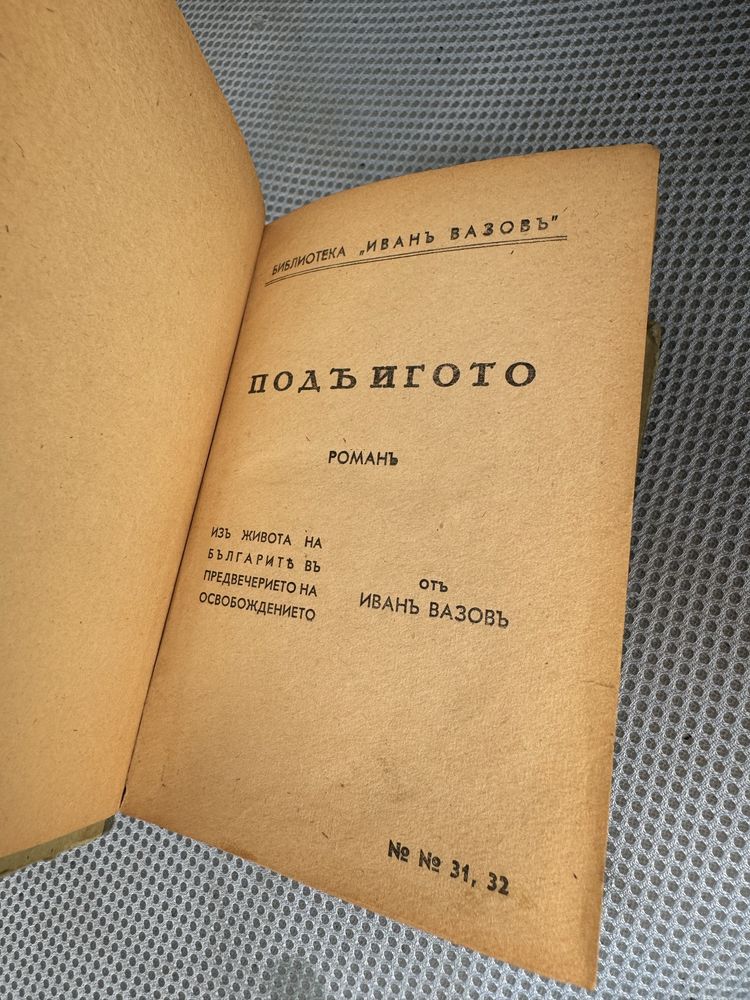 БИБЛИОТЕКА „ИВАНЪ ВАЗОВЪ"
ПОДЪ ИГОТО
РОМАНЪ
ИЗЪ ЖИВОТА НА
БЪЛГАРИТѢ ВЪ
ПРЕДВЕЧЕРИЕТО НА
ОСВОБОЖДЕНИЕТО
ОТЪ
ИВАНЪ ВАЗОВЪ
№ № 31, 32